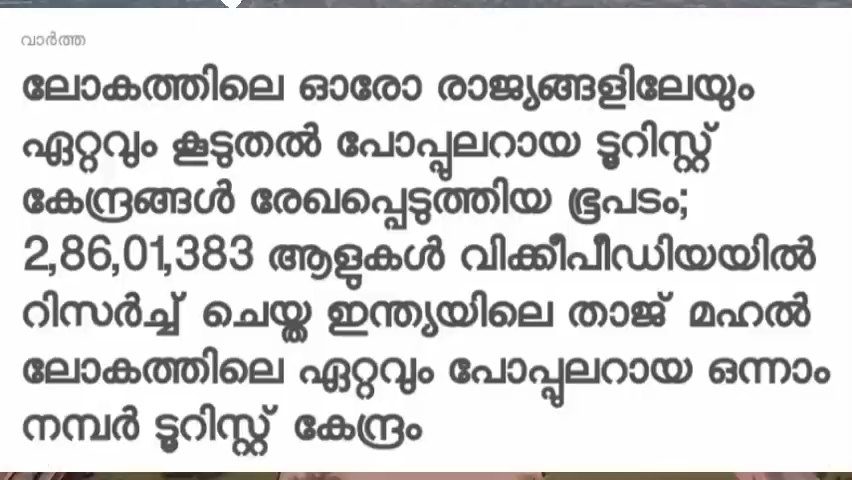 വാർത്ത
ലോകത്തിലെ ഓരോ രാജ്യങ്ങളിലേയും
ഏറ്റവും കൂടുതൽ പോപ്പുലറായ ടൂറിസ്റ്റ്
കേന്ദ്രങ്ങൾ രേഖപ്പെടുത്തിയ ഭൂപടം;
2,86,01,383 ആളുകൾ വിക്കീപീഡിയയിൽ
റിസർച്ച് ചെയ്ത ഇന്ത്യയിലെ താജ് മഹൽ
ലോകത്തിലെ ഏറ്റവും പോപ്പുലറായ ഒന്നാം
നമ്പർ ടൂറിസ്റ്റ് കേന്ദ്രം